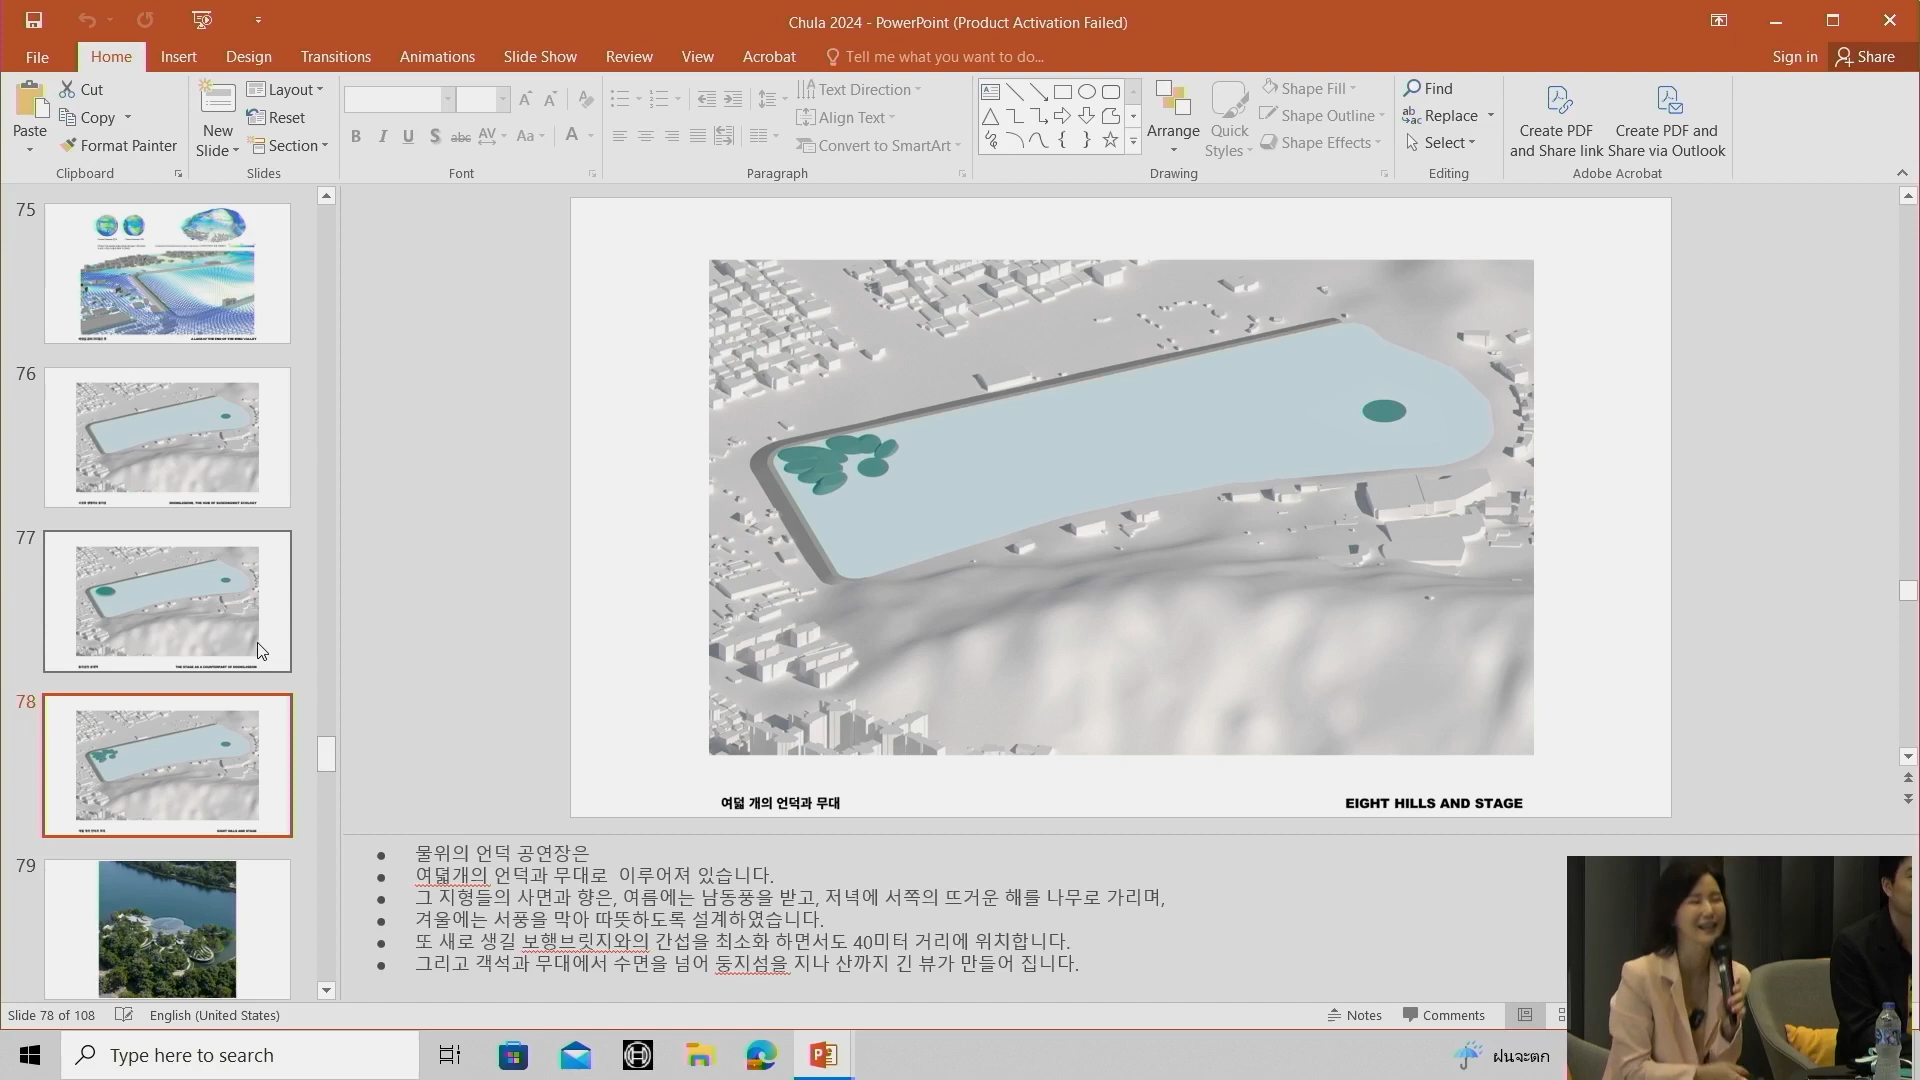 Chula 2024 - PowerPoint (Product Activation Failed)
File Home Insert Design Transitions Animations Slide Show Review View Acrobat Tell me what you want to do... Sign in Share
Paste
Cut
Copy
Format Painter
Clipboard
New Slide
Layout
Reset
Section
Slides
Font
Text Direction
Align Text
Convert to SmartArt
Paragraph
Arrange
Quick Styles
Shape Fill
Shape Outline
Shape Effects
Drawing
Find
Replace
Select
Editing
Create PDF and Share link
Create PDF and Share via Outlook
Adobe Acrobat
75
76
77
78
79
여덟 개의 언덕과 무대
EIGHT HILLS AND STAGE
물위의 언덕 공연장은
여덟개의 언덕과 무대로 이루어져 있습니다.
그 지형들의 사면과 향은, 여름에는 남동풍을 받고, 저녁에 서쪽의 뜨거운 해를 나무로 가리며,
겨울에는 서풍을 막아 따뜻하도록 설계하였습니다.
또 새로 생길 보행브릿지와의 간섭을 최소화 하면서도 40미터 거리에 위치합니다.
그리고 객석과 무대에서 수면을 넘어 둥지섬을 지나 산까지 긴 뷰가 만들어 집니다.
Slide 78 of 108 English (United States) Notes Comments
Type here to search
ฝนจะตก